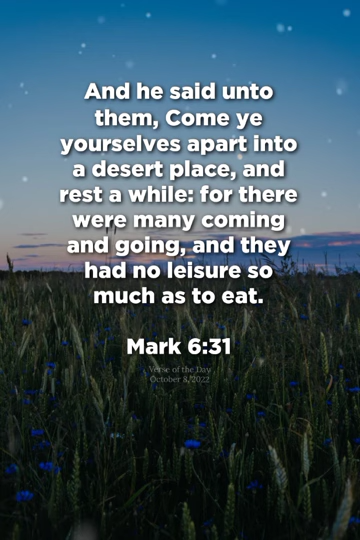 And he said unto
them, Come ye
yourselves apart into
a desert place, and
rest a while: for there
were many coming
and going, and they
had no leisure so
much as to eat.
Mark 6:31
Verse of the Day
October 8, 2022